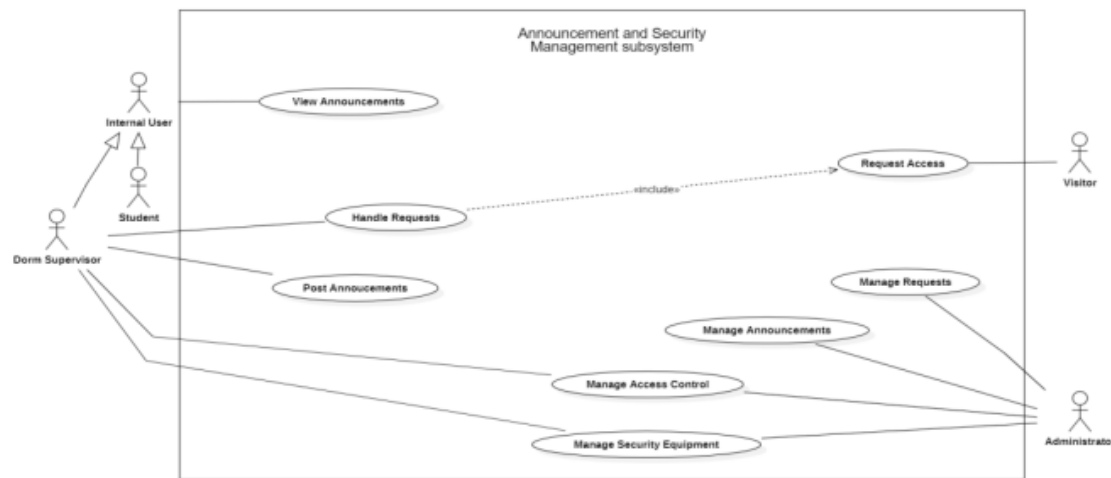 Announcement and Security
Management subsystem
Internal User
View Announcements
Request Access
Visitor
«include»
Student
Handle Requests
Dorm Supervisor
Manage Requests
Post Annoucements
Manage Announcements
Manage Access Control
Administrato
Manage Security Equipment